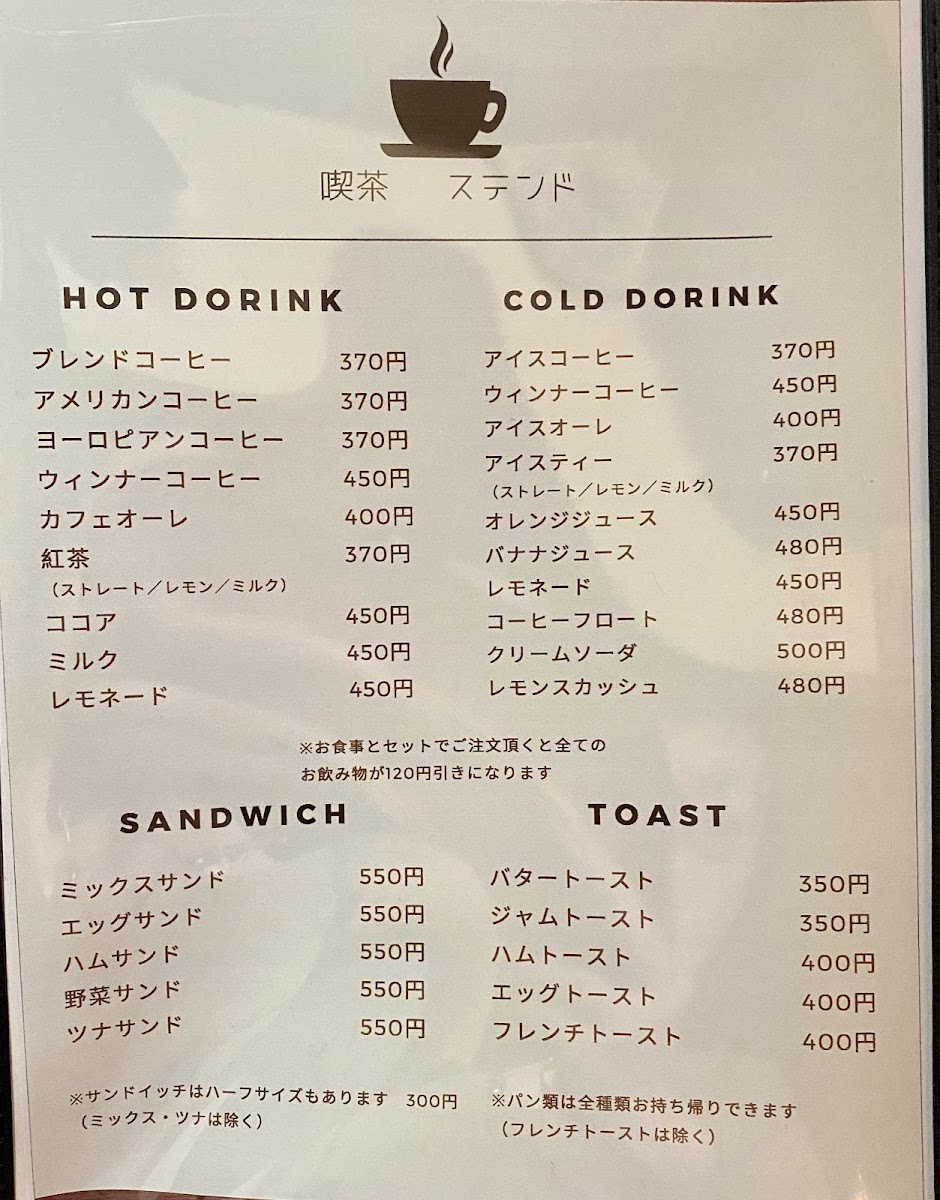 喫茶 ステンド
HOT DORINK
ブレンドコーヒー 370円
アメリカンコーヒー 370円
ヨーロピアンコーヒー 370円
ウィンナーコーヒー 450円
カフェオーレ 400円
紅茶 370円
（ストレート／レモン／ミルク）
ココア 450円
ミルク 450円
レモネード 450円
COLD DORINK
アイスコーヒー 370円
ウィンナーコーヒー 450円
アイスオーレ 400円
アイスティー 370円
（ストレート／レモン／ミルク）
オレンジジュース 450円
バナナジュース 480円
レモネード 450円
コーヒーフロート 480円
クリームソーダ 500円
レモンスカッシュ 480円
※お食事とセットでご注文頂くと全ての
お飲み物が120円引きになります
SANDWICH
ミックスサンド 550円
エッグサンド 550円
ハムサンド 550円
野菜サンド 550円
ツナサンド 550円
※サンドイッチはハーフサイズもあります 300円
（ミックス・ツナは除く）
TOAST
バタートースト 350円
ジャムトースト 350円
ハムトースト 400円
エッグトースト 400円
フレンチトースト 400円
※パン類は全種類お持ち帰りできます
（フレンチトーストは除く）